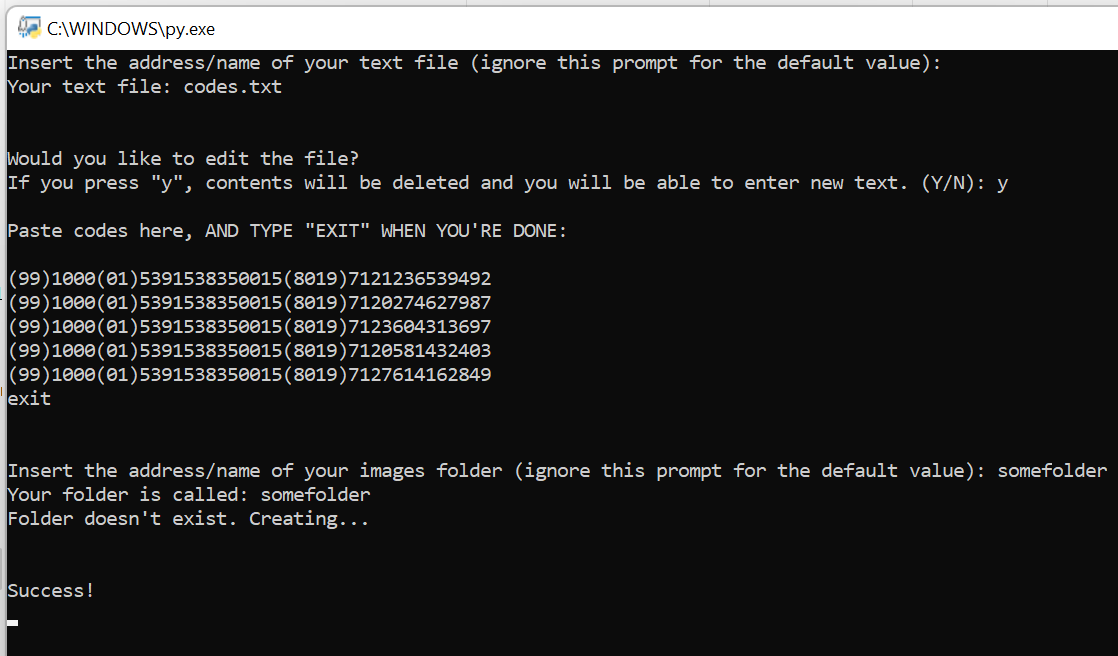 C:\WINDOWS\py.exe
Insert the address/name of your text file (ignore this prompt for the default value):
Your text file: codes.txt
Would you like to edit the file?
If you press "y", contents will be deleted and you will be able to enter new text. (Y/N): y
Paste codes here, AND TYPE "EXIT" WHEN YOU'RE DONE:
(99)1000(01)5391538350015(8019)7121236539492
(99)1000(01)5391538350015(8019)7120274627987
(99)1000(01)5391538350015(8019)7123604313697
(99)1000(01)5391538350015(8019)7120581432403
(99)1000(01)5391538350015(8019)7127614162849
exit
Insert the address/name of your images folder (ignore this prompt for the default value): somefolder
Your folder is called: somefolder
Folder doesn't exist. Creating...
Success!